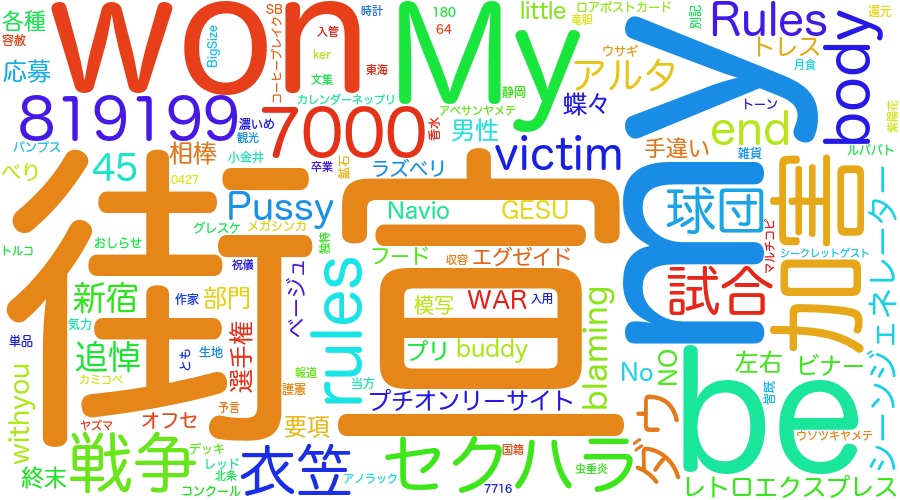 各種
容赦
応募
won
SB
コーヒーブレイク
BigSize
入管
ker
文集
時計
東海
カレンダーネップリ
My
180
64
little
ロアポストカード
竜胆
ウサギ
アルタ
静岡
アベサンヤメテ
蝶々
別記
Rules
トレス
月食
トーン
body
還元
紫陽花
ルパパト
819199
濃いめ
観光
7000
香水
男性
victim
end
手違い
雑貨
パンプス
べり
45
相棒
小金井
卒業
鉱石
ラズベリ
0427
Pussy
メガシンカ
グレスケ
独特
Navio
GESU
球団
my
加害
マルチコピ
シークレットゲスト
トルコ
おしらせ
祝儀
街宣
フード
収容
エグゼイド
試合
シーンジェネレーター
新宿
作家
部門
ページュ
rules
模写
WAR
入用
blaming
気力
単品
追悼
とも
生地
選手権
プリ
buddy
No
NO
左右
ビナー
皆既
カミコベ
報道
護憲
当方
プチオンリーサイト
withyou
ヤズマ
オフセ
予言
要項
be
ダウ
ウソツキヤメテ
終末
戦争
デッキ
レッド
北条
コンクール
衣笠
アノラック
セクハラ
国籍
7716
虫垂炎
レトロエクスプレス